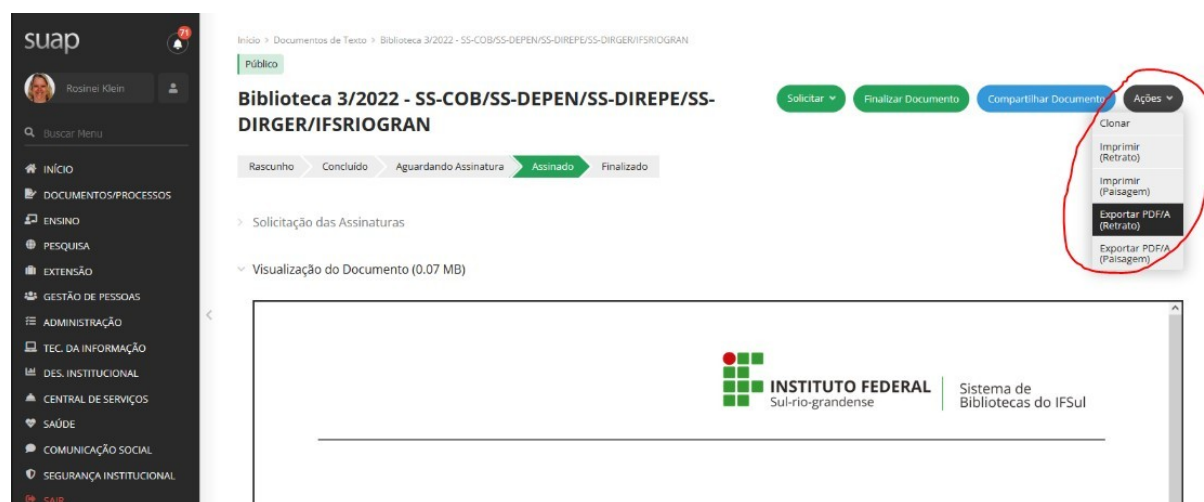 suap
71
Rosinei Klein
Buscar Menu
INÍCIO
DOCUMENTOS/PROCESSOS
ENSINO
PESQUISA
EXTENSÃO
GESTÃO DE PESSOAS
ADMINISTRAÇÃO
TEC. DA INFORMAÇÃO
DES. INSTITUCIONAL
CENTRAL DE SERVIÇOS
SAÚDE
COMUNICAÇÃO SOCIAL
SEGURANÇA INSTITUCIONAL
SAIR
Início > Documentos de Texto > Biblioteca 3/2022 - SS-COB/SS-DEPEN/SS-DIREPE/SS-DIRGER/IFSRIOGRAN
Público
Biblioteca 3/2022 - SS-COB/SS-DEPEN/SS-DIREPE/SS-
DIRGER/IFSRIOGRAN
Solicitar
Finalizar Documento
Compartilhar Documento
Ações
Clonar
Imprimir
(Retrato)
Imprimir
(Paisagem)
Exportar PDF/A
(Retrato)
Exportar PDF/A
(Paisagem)
Rascunho
Concluído
Aguardando Assinatura
Assinado
Finalizado
Solicitação das Assinaturas
Visualização do Documento (0.07 MB)
INSTITUTO FEDERAL
Sul-rio-grandense
Sistema de
Bibliotecas do IFSul